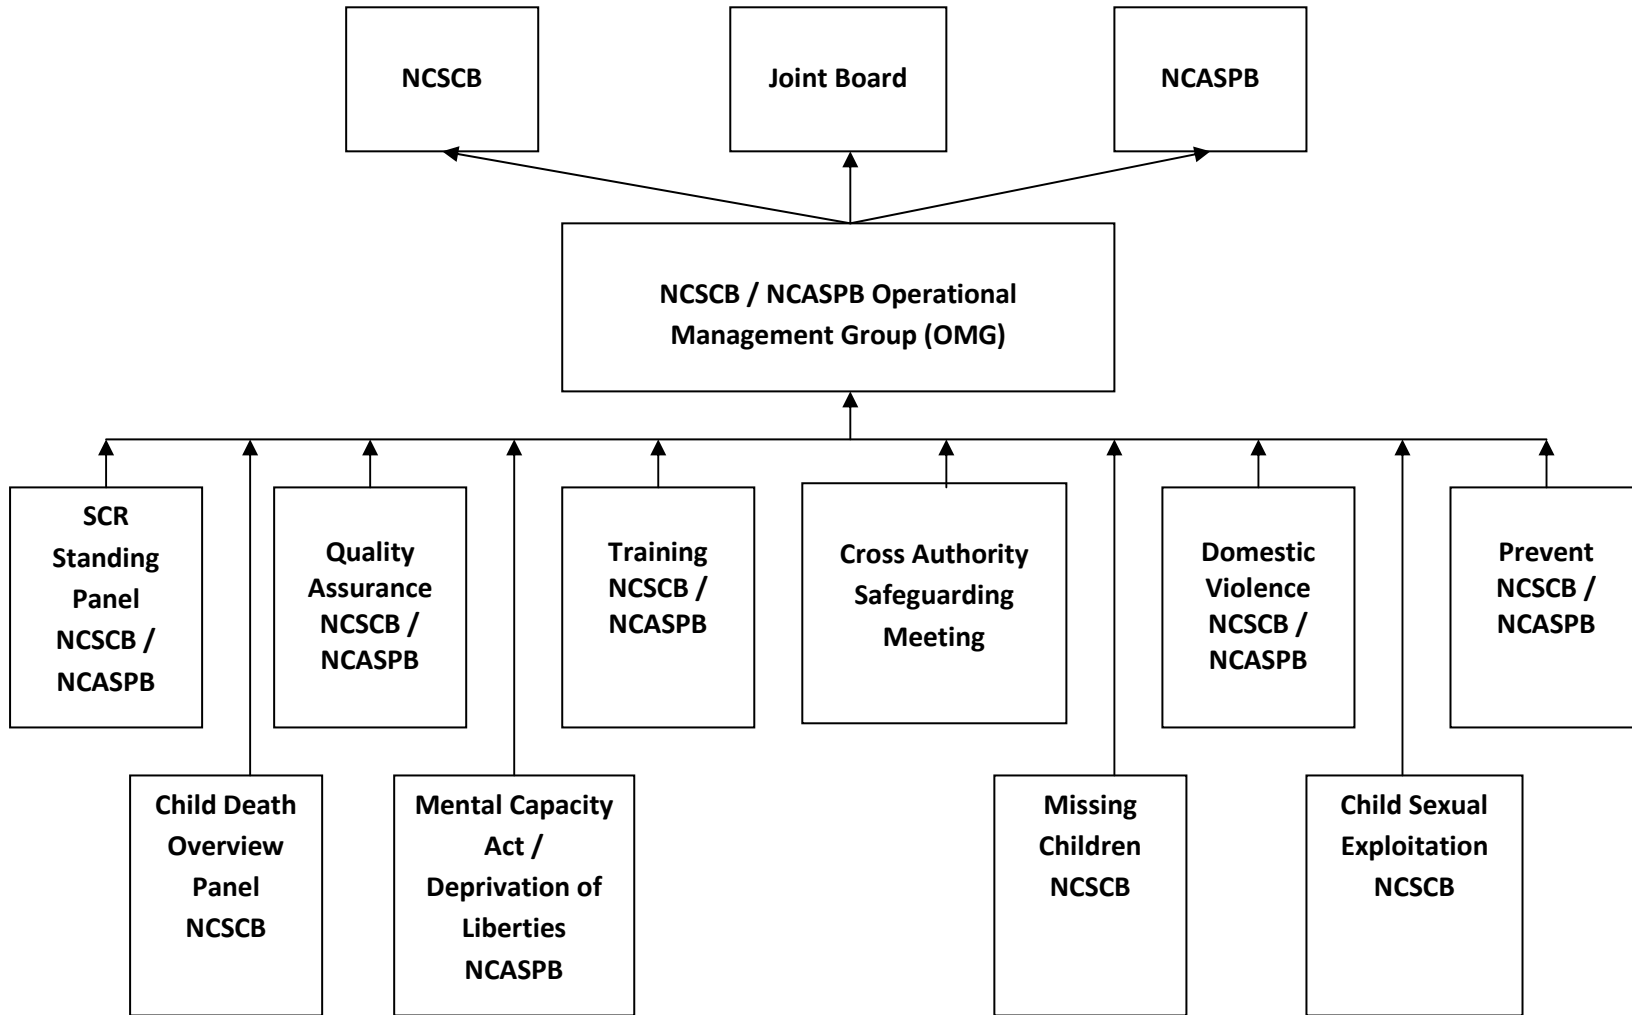 NCSCB
Joint Board
NCASPB
NCSCB / NCASPB Operational
Management Group (OMG)
SCR
Standing
Panel
NCSCB /
NCASPB
Quality
Assurance
NCSCB /
NCASPB
Training
NCSCB /
NCASPB
Cross Authority
Safeguarding
Meeting
Domestic
Violence
NCSCB /
NCASPB
Prevent
NCSCB /
NCASPB
Child Death
Overview
Panel
NCSCB
Mental Capacity
Act /
Deprivation of
Liberties
NCASPB
Missing
Children
NCSCB
Child Sexual
Exploitation
NCSCB